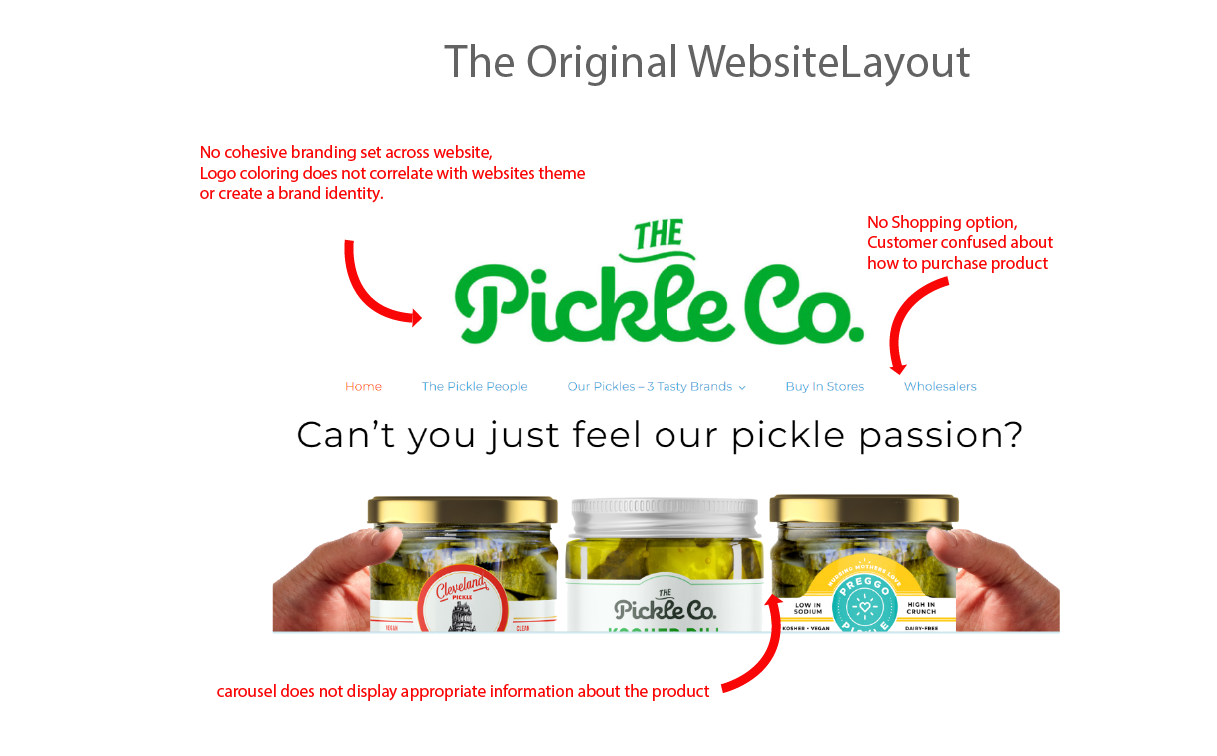 The Original WebsiteLayout
No cohesive branding set across website,
Logo coloring does not correlate with websites theme
or create a brand identity.
No Shopping option,
Customer confused about
how to purchase product
THE
Pickle Co.
Home The Pickle People Our Pickles – 3 Tasty Brands Buy In Stores Wholesalers
Can't you just feel our pickle passion?
Cleveland
PICKLE
VEGAN
CLEAN
THE
Pickle Co.
KOSHER DILL
MOTHERS LOVE
PREGGO
PICKLE
LOW IN
SODIUM
HIGH IN
CRUNCH
KOSHER • VEGAN
DAIRY-FREE
carousel does not display appropriate information about the product